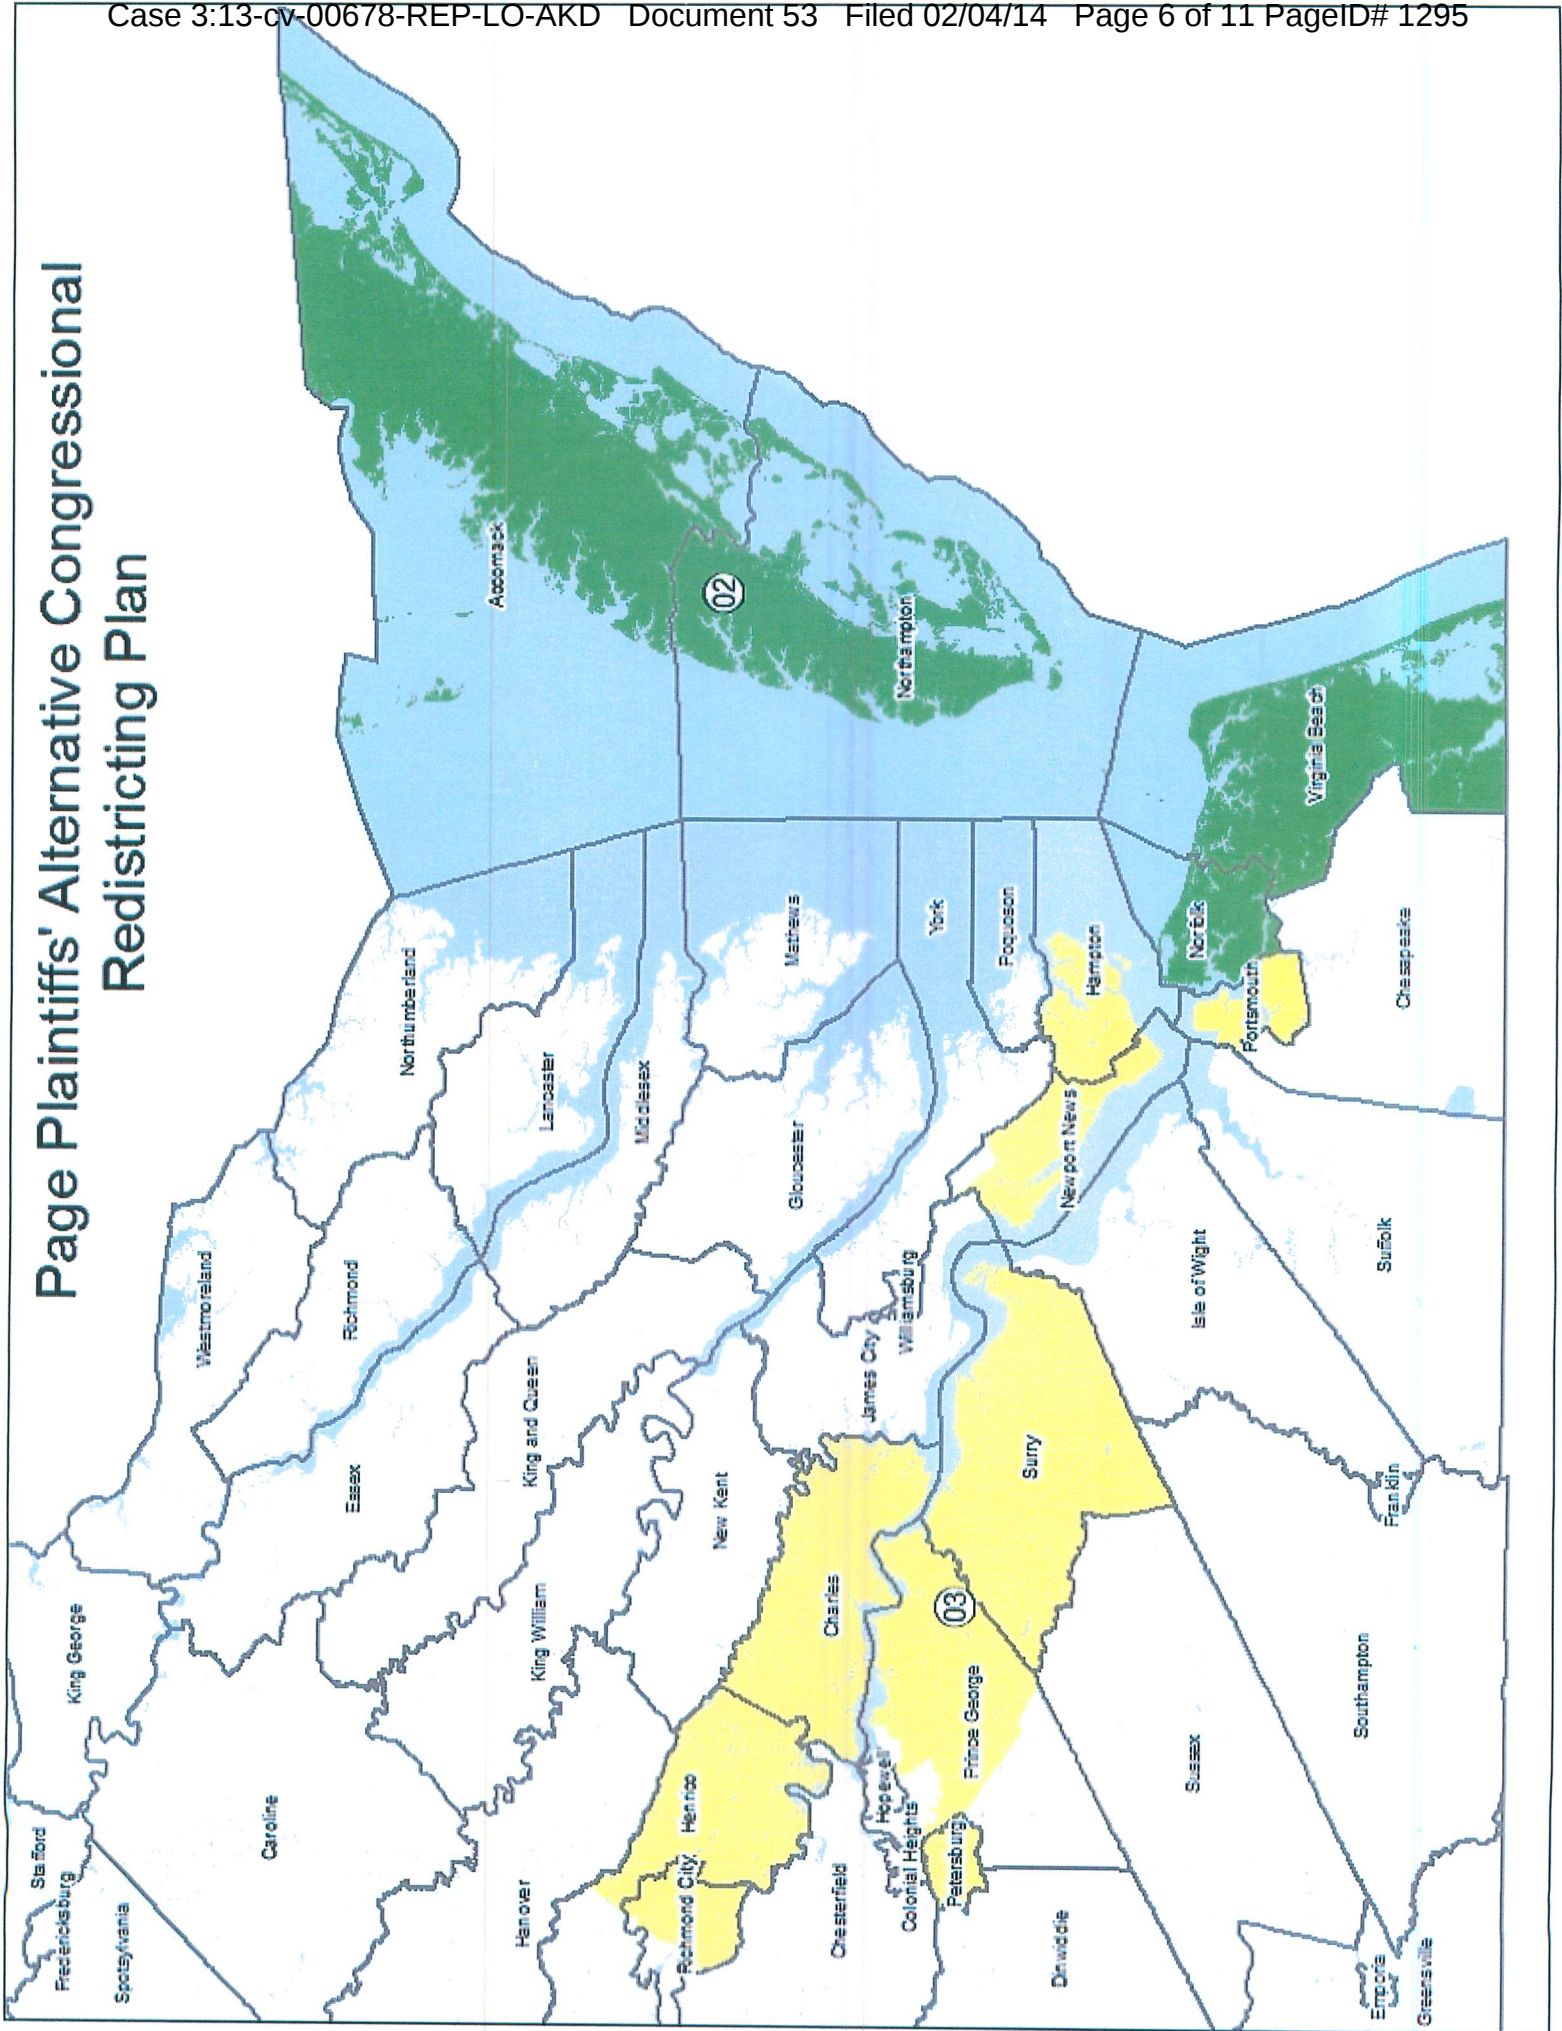 Case 3:13-cv-00678-REP-LO-AKD Document 53 Filed 02/04/14 Page 6 of 11 PageID# 1295
Page Plaintiffs' Alternative Congressional
Redistricting Plan
Stafford
Fredericksburg
Spotsylvania
King George
Caroline
Westmoreland
Richmond
Essex
Northumberland
Lancaster
Middlesex
Accomack
King and Queen
King William
Hanover
New Kent
Gloucester
Mathews
02
Northampton
Henrico
Richmond City
Charles
James City
Williamsburg
York
Poquoson
Hampton
Newport News
Chesterfield
Hopewell
Colonial Heights
Petersburg
Prince George
03
Surry
Dinwiddie
Sussex
Isle of Wight
Norfolk
Portsmouth
Virginia Beach
Chesapeake
Suffolk
Franklin
Southampton
Emporia
Greensville